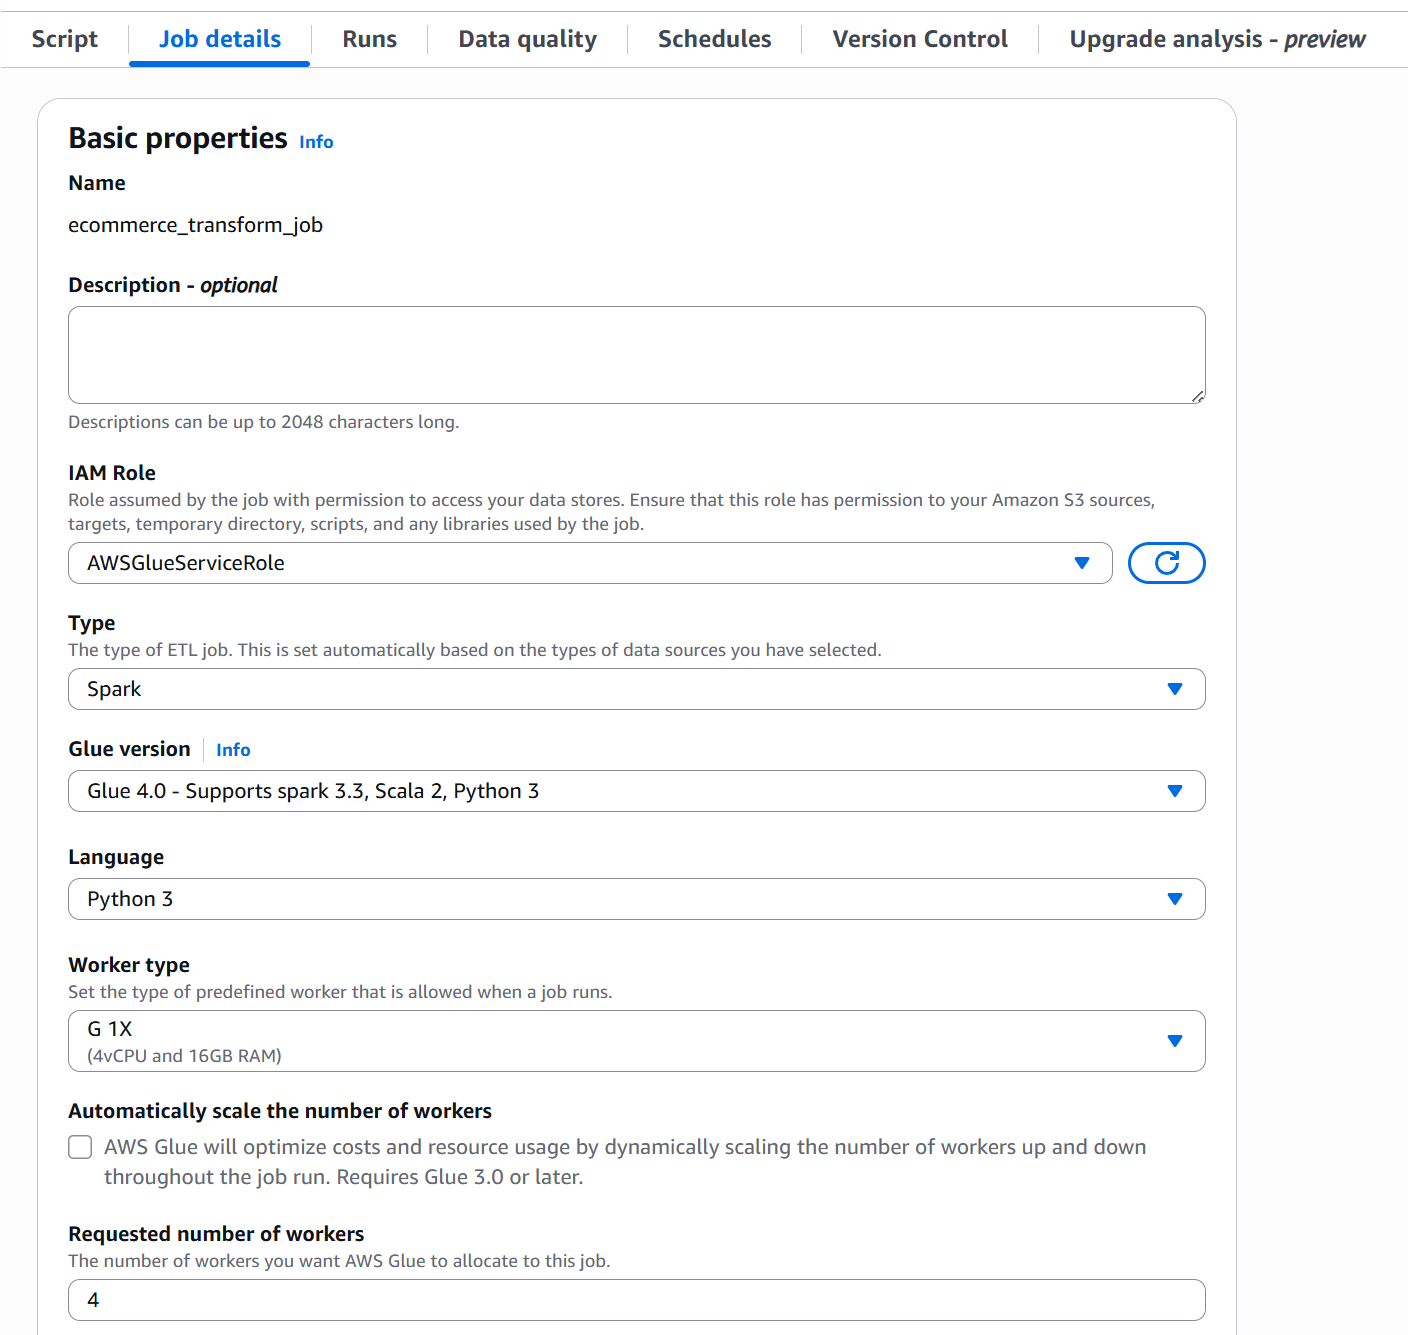 Script
Job details
Runs
Data quality
Schedules
Version Control
Upgrade analysis - preview
Basic properties Info
Name
ecommerce_transform_job
Description - optional
Descriptions can be up to 2048 characters long.
IAM Role
Role assumed by the job with permission to access your data stores. Ensure that this role has permission to your Amazon S3 sources,
targets, temporary directory, scripts, and any libraries used by the job.
AWSGlueServiceRole
Type
The type of ETL job. This is set automatically based on the types of data sources you have selected.
Spark
Glue version Info
Glue 4.0 - Supports spark 3.3, Scala 2, Python 3
Language
Python 3
Worker type
Set the type of predefined worker that is allowed when a job runs.
G 1X
(4vCPU and 16GB RAM)
Automatically scale the number of workers
AWS Glue will optimize costs and resource usage by dynamically scaling the number of workers up and down
throughout the job run. Requires Glue 3.0 or later.
Requested number of workers
The number of workers you want AWS Glue to allocate to this job.
4